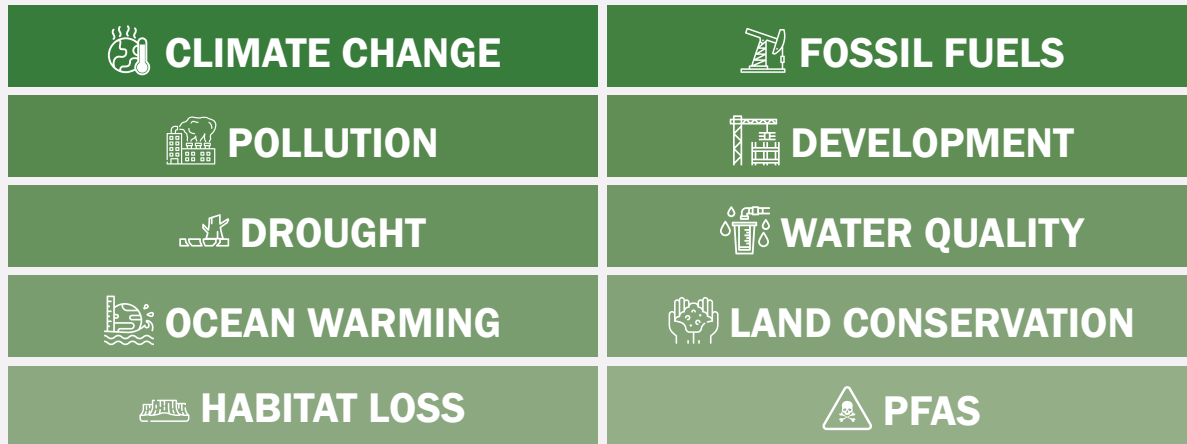 CLIMATE CHANGE
FOSSIL FUELS
POLLUTION
DEVELOPMENT
DROUGHT
WATER QUALITY
OCEAN WARMING
LAND CONSERVATION
HABITAT LOSS
PFAS